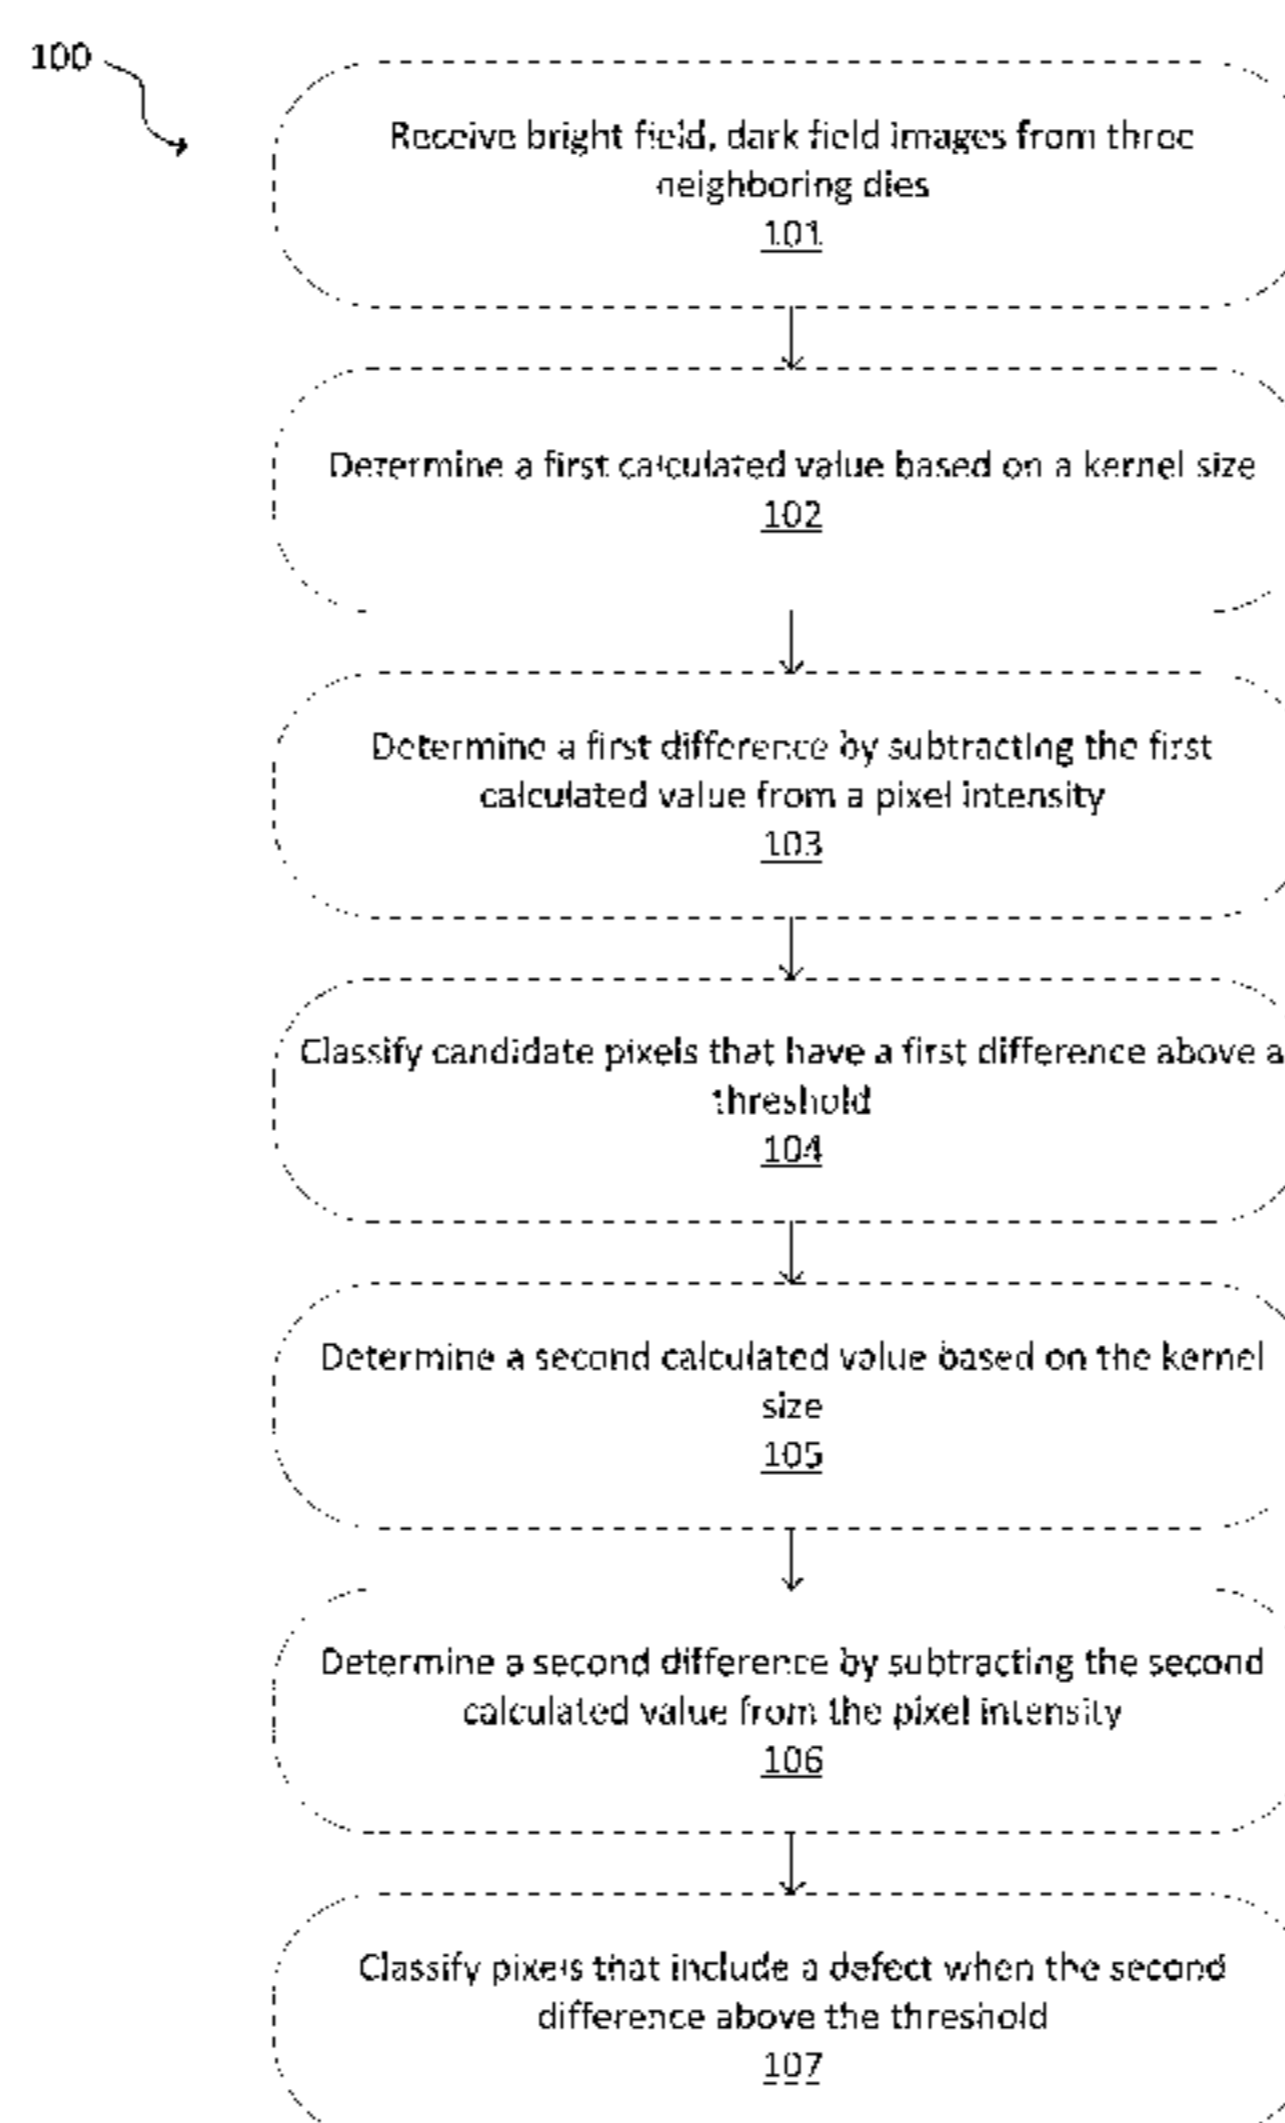 100
Receive bright field, dark field images from three
neighboring dies
101
Determine a first calculated value based on a kernel size
102
Determine a first difference by subtracting the first
calculated value from a pixel intensity
103
Classify candidate pixels that have a first difference above a
threshold
104
Determine a second calculated value based on the kernel
size
105
Determine a second difference by subtracting the second
calculated value from the pixel intensity
106
Classify pixels that include a defect when the second
difference above the threshold
107